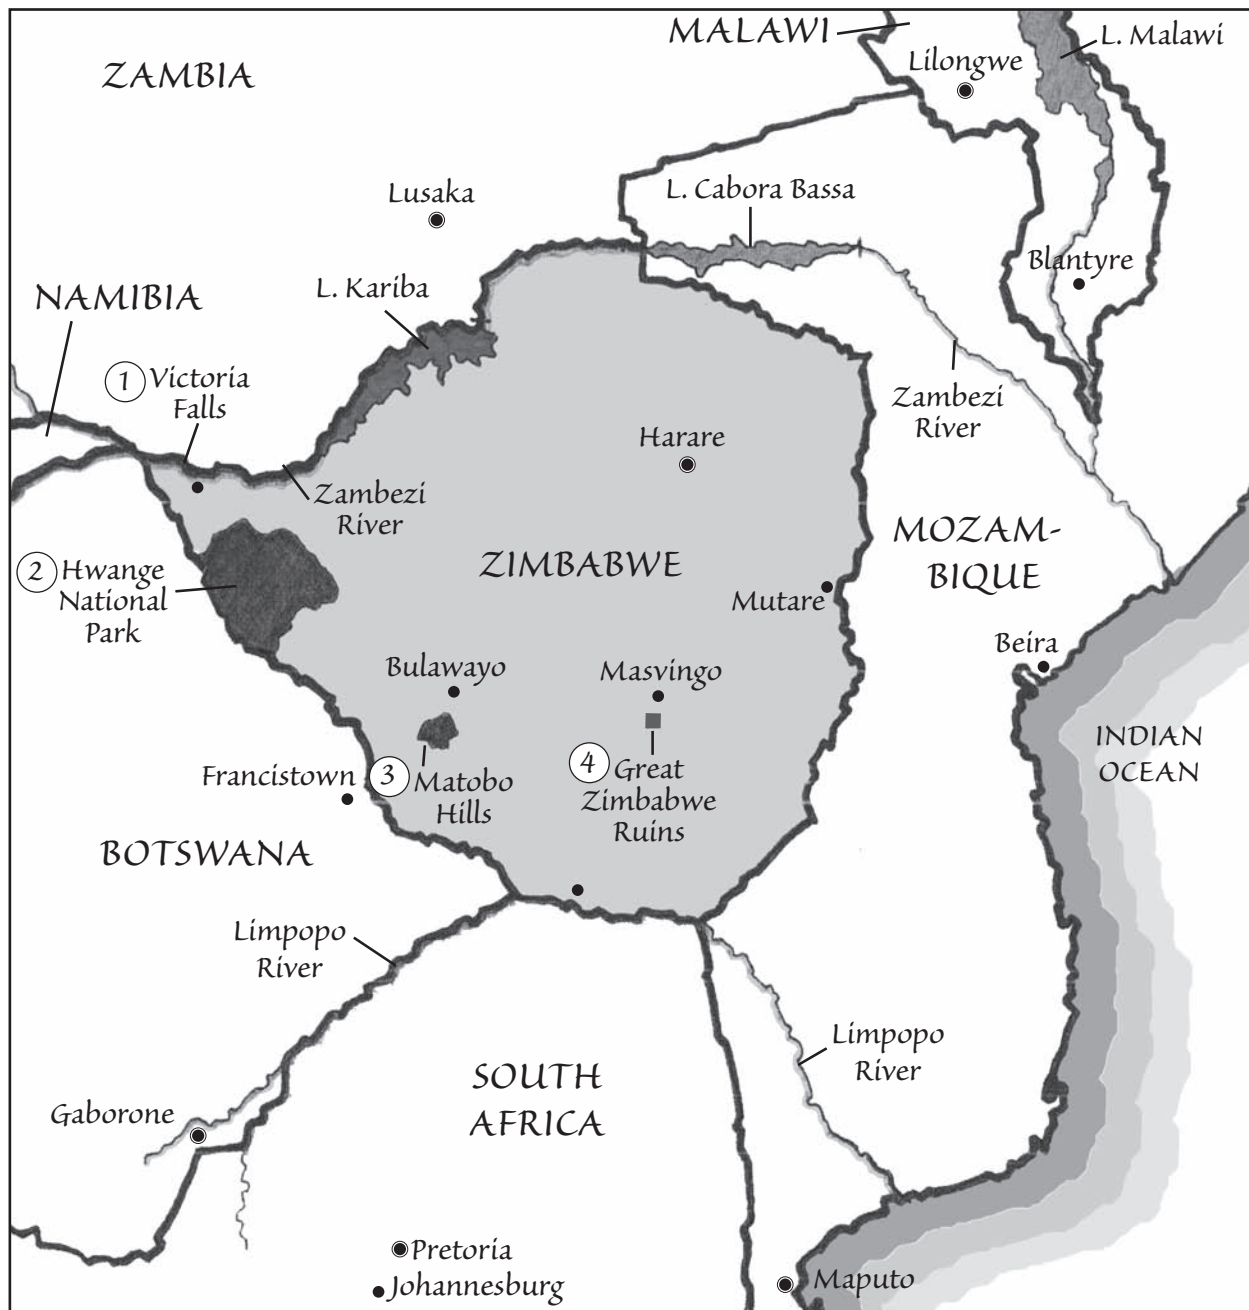 MALAWI
L. Malawi
ZAMBIA
Lilongwe
Lusaka
L. Cabora Bassa
Blantyre
NAMIBIA
L. Kariba
1 Victoria
Falls
Zambezi
River
Harare
Zambezi
River
2 Hwange
National
Park
ZIMBABWE
MOZAM-
BIQUE
Mutare
Beira
Bulawayo
Masvingo
INDIAN
OCEAN
Francistown
3 Matobo
Hills
4 Great
Zimbabwe
Ruins
BOTSWANA
Limpopo
River
Limpopo
River
SOUTH
AFRICA
Gaborone
Pretoria
Johannesburg
Maputo